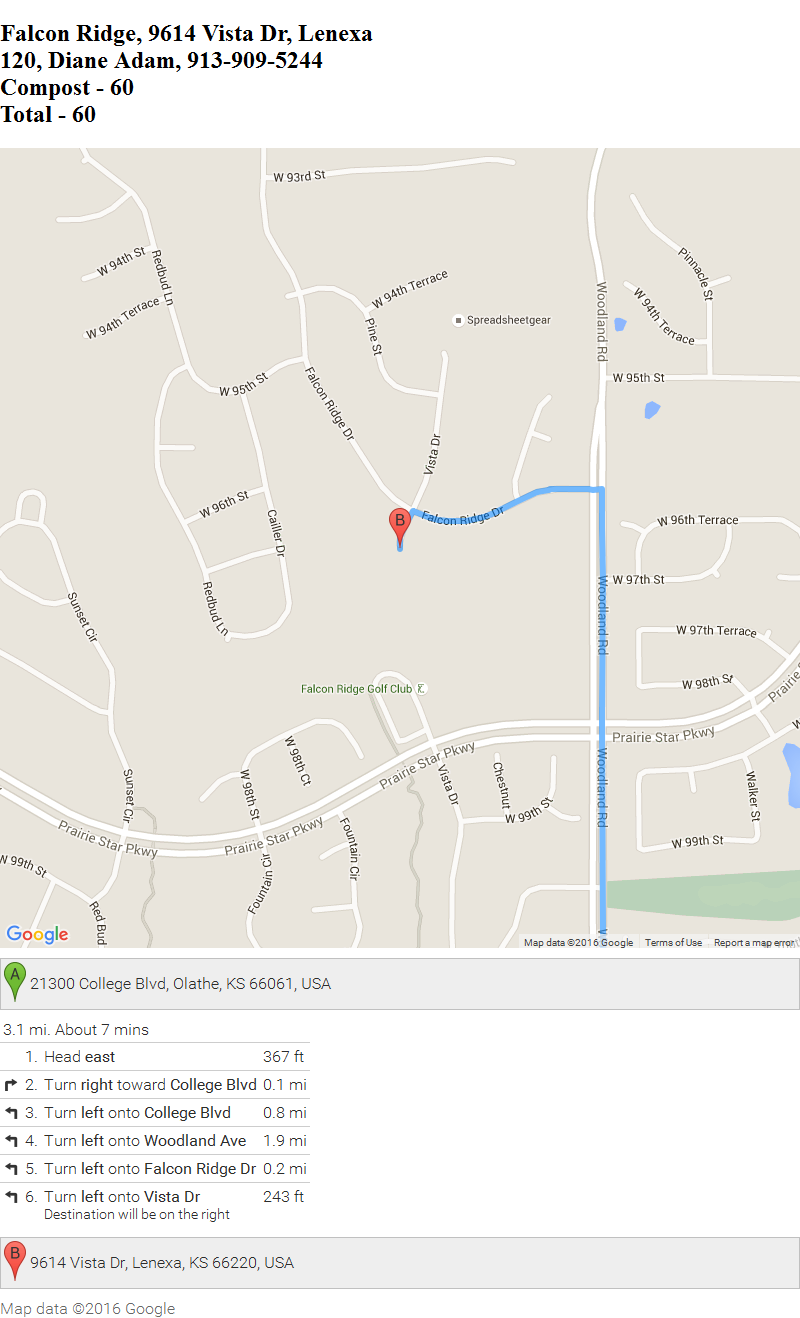 Falcon Ridge, 9614 Vista Dr, Lenexa
120, Diane Adam, 913-909-5244
Compost - 60
Total - 60
W 93rd St
W 94th St
Redbud Ln
W 94th Terrace
W 94th Terrace
Pine St
Spreadsheetgear
Woodland Rd
Pinnacle St
W 94th Terrace
W 95th St
W 95th St
Falcon Ridge Dr
Vista Dr
W 96th St
Cailler Dr
B
Falcon Ridge Dr
W 96th Terrace
W 97th St
Woodland Rd
Redbud Ln
Sunset Cir
W 97th Terrace
W 98th St
Prairie S
Falcon Ridge Golf Club
Prairie Star Pkwy
Prairie Star Pkwy
W 98th Ct
W 98th St
Vista Dr
Chestnut
W 99th St
Woodland Rd
Walker St
W 99th St
Sunset Cir
Prairie Star Pkwy
Prairie Star Pkwy
Fountain Cir
Fountain Cir
W 99th St
Red Bud
W
Google
Map data ©2016 Google Terms of Use Report a map error
A
21300 College Blvd, Olathe, KS 66061, USA
3.1 mi. About 7 mins
1. Head east 367 ft
2. Turn right toward College Blvd 0.1 mi
3. Turn left onto College Blvd 0.8 mi
4. Turn left onto Woodland Ave 1.9 mi
5. Turn left onto Falcon Ridge Dr 0.2 mi
6. Turn left onto Vista Dr 243 ft
Destination will be on the right
B
9614 Vista Dr, Lenexa, KS 66220, USA
Map data ©2016 Google